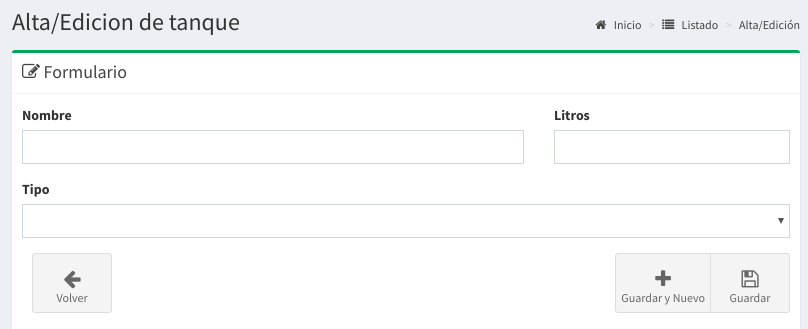 Alta/Edicion de tanque
Inicio > Listado > Alta/Edición
Formulario
Nombre
Litros
Tipo
Volver
Guardar y Nuevo
Guardar